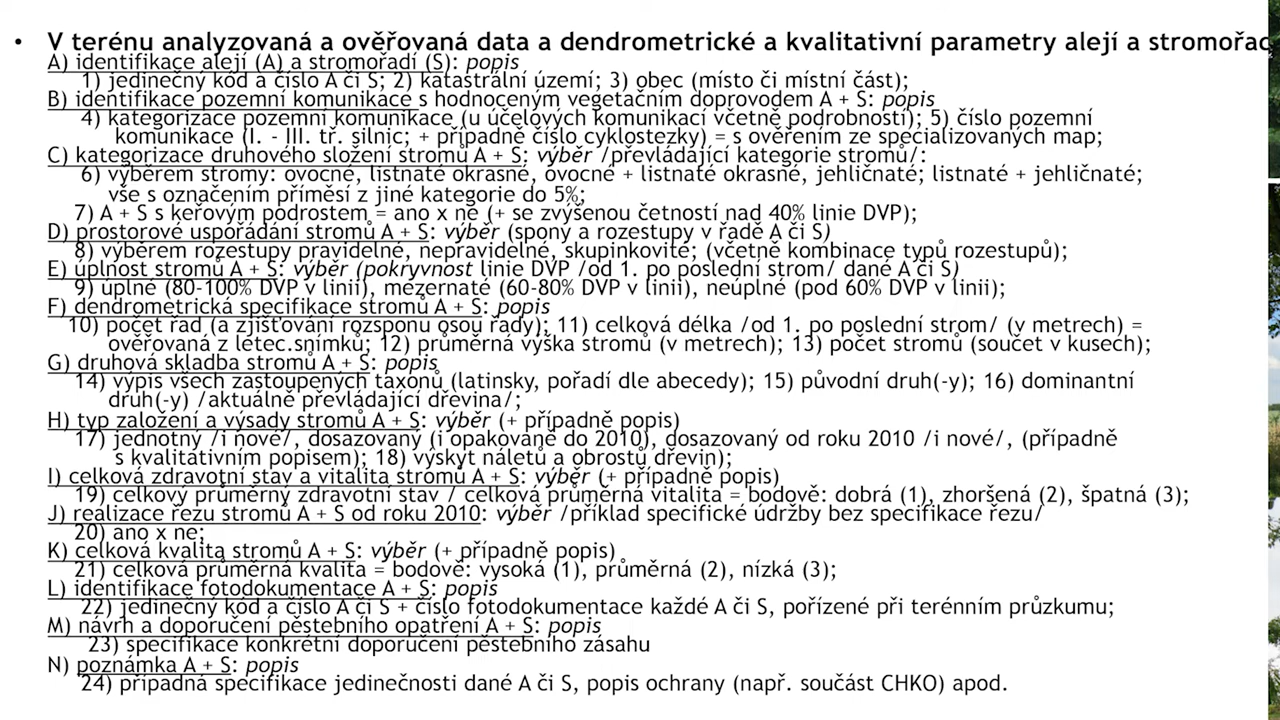 • V terénu analyzovaná a ověřovaná data a dendrometrické a kvalitativní parametry alejí a stromořad
A) identifikace alejí (A) a stromořadí (S): popis
1) jedinečný kód a číslo A či S; 2) katastrální území; 3) obec (místo či místní část);
B) identifikace pozemní komunikace s hodnoceným vegetačním doprovodem A + S: popis
4) kategorizace pozemní komunikace (u účelových komunikací včetně podrobností); 5) číslo pozemní
komunikace (I. - III. tř. silnic; + případně číslo cyklostezky) = s ověřením ze specializovaných map;
C) kategorizace druhového složení stromů A + S: výběr /převládající kategorie stromů/:
6) výběrem stromy: ovocné, listnaté okrasné, ovocné + listnaté okrasné, jehličnaté; listnaté + jehličnaté;
vše s označením příměsí z jiné kategorie do 5%;
7) A + S s keřovým podrostem = ano x ne (+ se zvýšenou četností nad 40% linie DVP);
D) prostorové uspořádání stromů A + S: výběr (spony a rozestupy v řadě A či S)
8) výběrem rozestupy pravidelné, nepravidelné, skupinkovité; (včetně kombinace typů rozestupů);
E) úplnost stromů A + S: výběr (pokryvnost linie DVP /od 1. po poslední strom/ dané A či S)
9) úplné (80-100% DVP v linii), mezernaté (60-80% DVP v linii), neúplné (pod 60% DVP v linii);
F) dendrometrická specifikace stromů A + S: popis
10) počet řad (a zjišťování rozsponu osou řady); 11) celková délka /od 1. po poslední strom/ (v metrech) =
ověřovaná z letec.snímků; 12) průměrná výška stromů (v metrech); 13) počet stromů (součet v kusech);
G) druhová skladba stromů A + S: popis
14) výpis všech zastoupených taxonů (latinsky, pořadí dle abecedy); 15) původní druh(-y); 16) dominantní
druh(-y) /aktuálně převládající dřevina/;
H) typ založení a výsady stromů A + S: výběr (+ případně popis)
17) jednotný /i nové/, dosazovaný (i opakovaně do 2010), dosazovaný od roku 2010 /i nové/, (případně
s kvalitativním popisem); 18) výskyt náletů a obrostů dřevin);
I) celková zdravotní stav a vitalita stromů A + S: výběr (+ případně popis)
19) celkový průměrný zdravotní stav / celková průměrná vitalita = bodově: dobrá (1), zhoršená (2), špatná (3);
J) realizace řezu stromů A + S od roku 2010: výběr /příklad specifické údržby bez specifikace řezu/
20) ano x ne;
K) celková kvalita stromů A + S: výběr (+ případně popis)
21) celková průměrná kvalita = bodově: vysoká (1), průměrná (2), nízká (3);
L) identifikace fotodokumentace A + S: popis
22) jedinečný kód a číslo A či S + číslo fotodokumentace každé A či S, pořízené při terénním průzkumu;
M) návrh a doporučení pěstebního opatření A + S: popis
23) specifikace konkrétní doporučení pěstebního zásahu
N) poznámka A + S: popis
24) případná specifikace jedinečnosti dané A či S, popis ochrany (např. součást CHKO) apod.